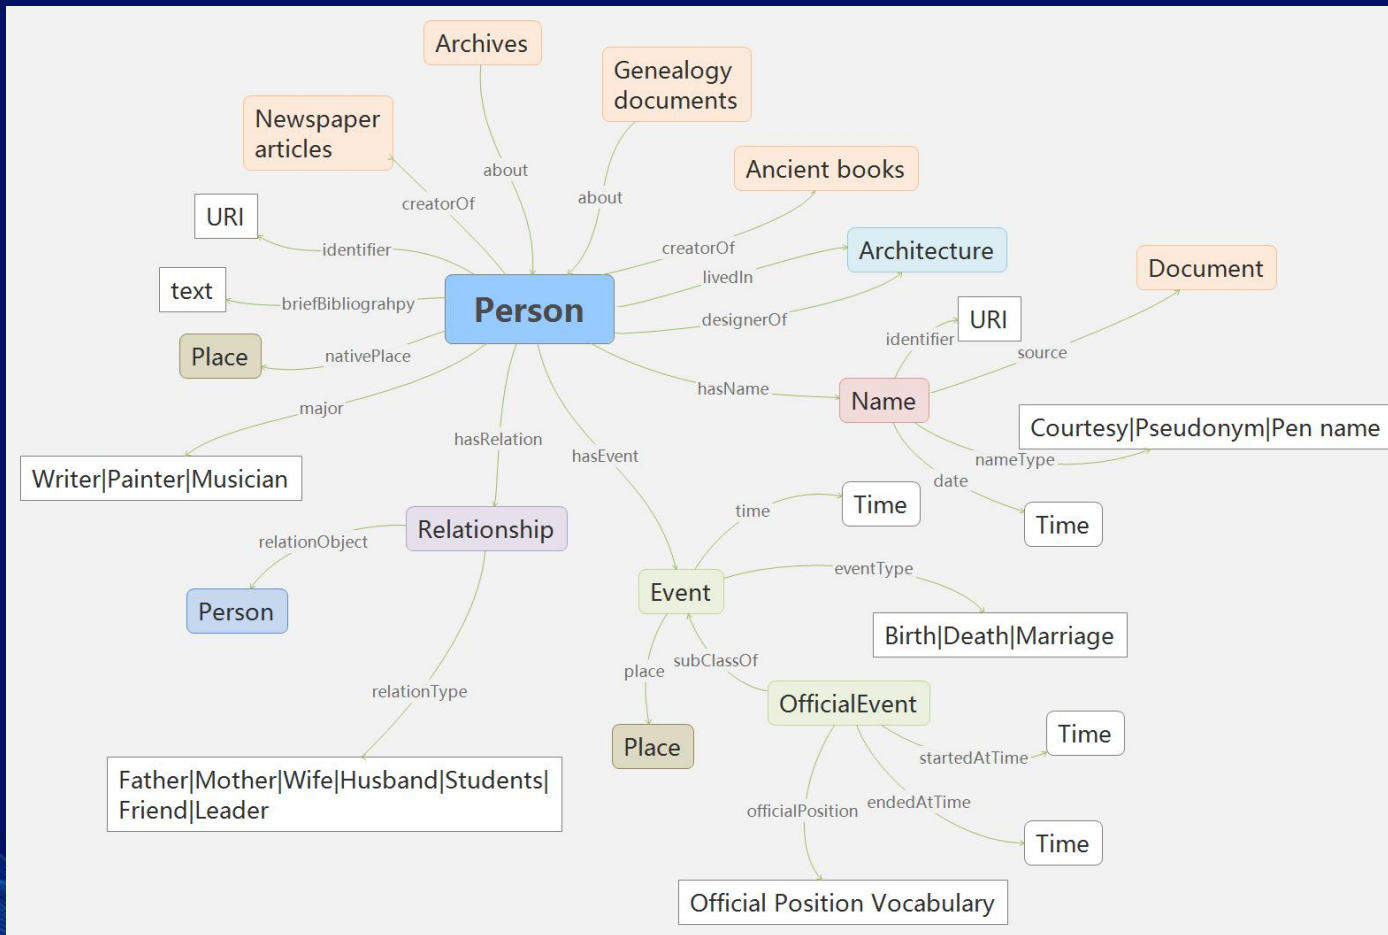 Archives
Genealogy
documents
Newspaper
articles
about
Ancient books
about
creatorOf
URI
creatorOf
Architecture
identifier
livedIn
Document
text
briefBibliograhpy
Person
designerOf
URI
identifier
source
Place
nativePlace
hasName
Name
major
Courtesy|Pseudonym|Pen name
hasRelation
hasEvent
nameType
Writer|Painter|Musician
date
time
Time
Time
Relationship
relationObject
eventType
Event
Person
Birth|Death|Marriage
subClassOf
place
relationType
OfficialEvent
Time
Place
startedAtTime
Father|Mother|Wife|Husband|Students|
Friend|Leader
officialPosition
endedAtTime
Time
Official Position Vocabulary